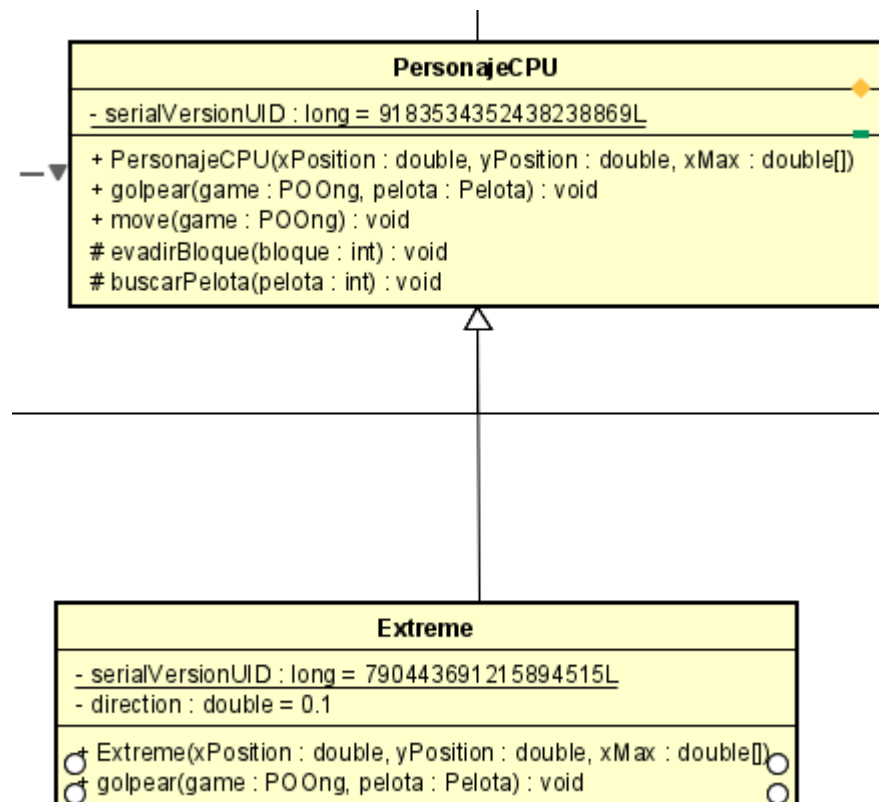 PersonajeCPU
- serialVersionUID : long = 9183534352438238869L
+ PersonajeCPU(xPosition : double, yPosition : double, xMax : double[])
+ golpear(game : POOng, pelota : Pelota) : void
+ move(game : POOng) : void
# evadirBloque(bloque : int) : void
# buscarPelota(pelota : int) : void
Extreme
- serialVersionUID : long = 790443691215894515L
- direction : double = 0.1
+ Extreme(xPosition : double, yPosition : double, xMax : double[])
+ golpear(game : POOng, pelota : Pelota) : void